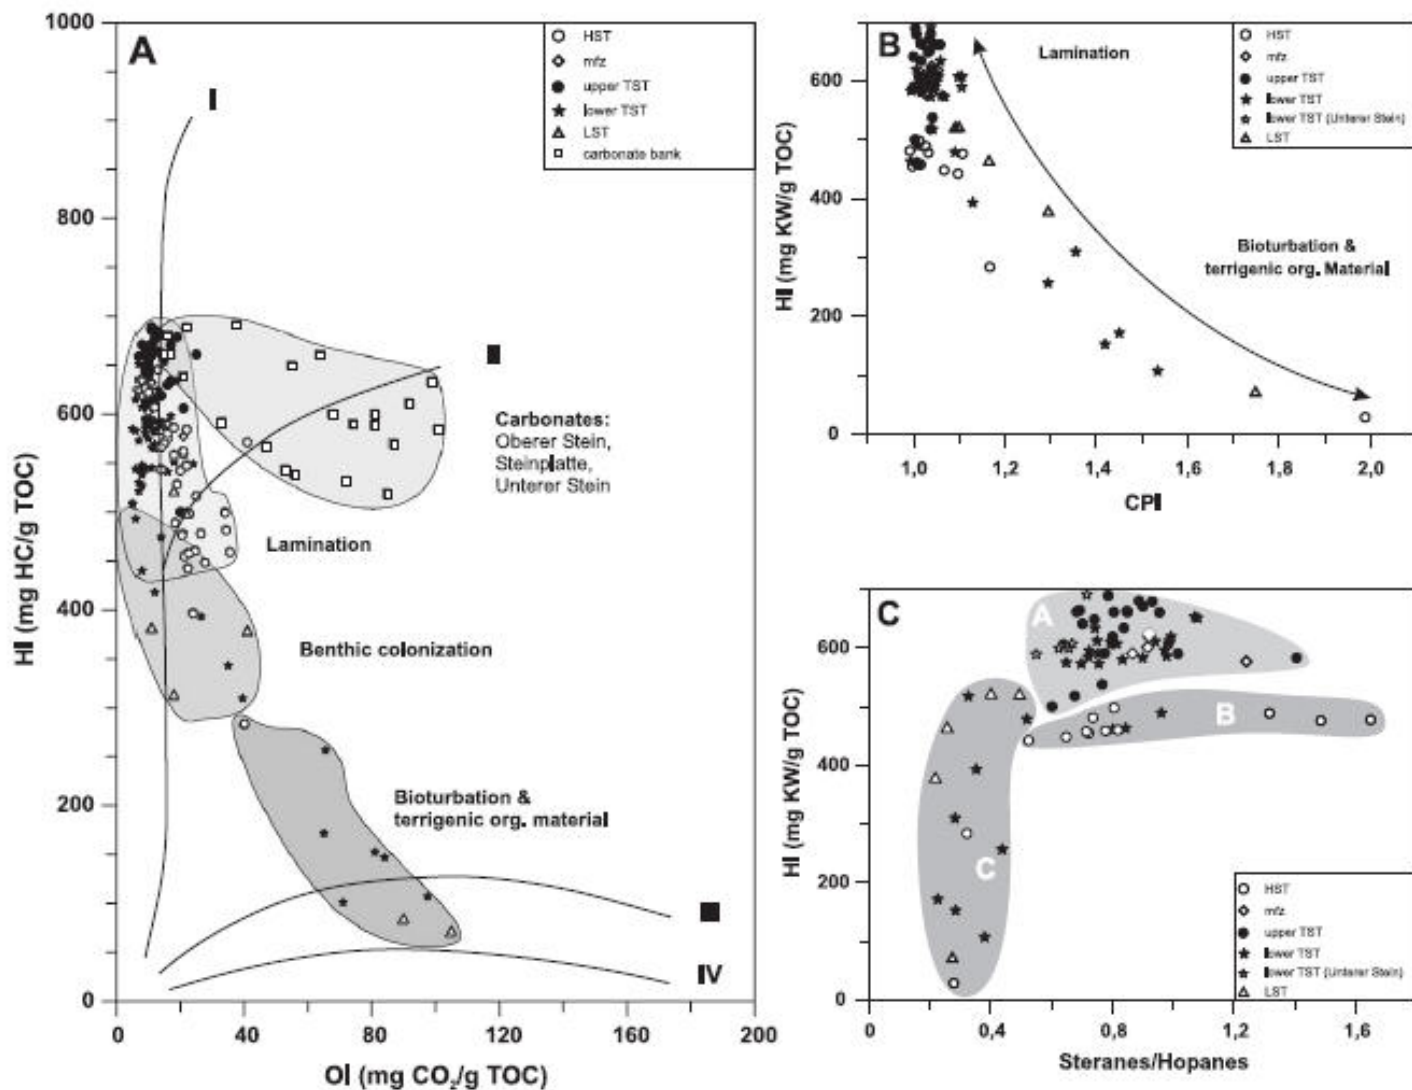 A
I
II
III
IV
HST
mfz
upper TST
lower TST
LST
carbonate bank
Carbonates:
Oberer Stein,
Steinplatte,
Unterer Stein
Lamination
Benthic colonization
Bioturbation &
terrigenic org. material
1000
800
600
400
200
0
HI (mg HC/g TOC)
0 40 80 120 160 200
OI (mg CO₂/g TOC)
B
Lamination
HST
mfz
upper TST
lower TST
lower TST (Unterer Stein)
LST
Bioturbation &
terrigenic org. Material
600
400
200
0
HI (mg KW/g TOC)
1,0 1,2 1,4 1,6 1,8 2,0
CPI
C
A
B
C
HST
mfz
upper TST
lower TST
lower TST (Unterer Stein)
LST
600
400
200
0
HI (mg KW/g TOC)
0 0,4 0,8 1,2 1,6
Steranes/Hopanes